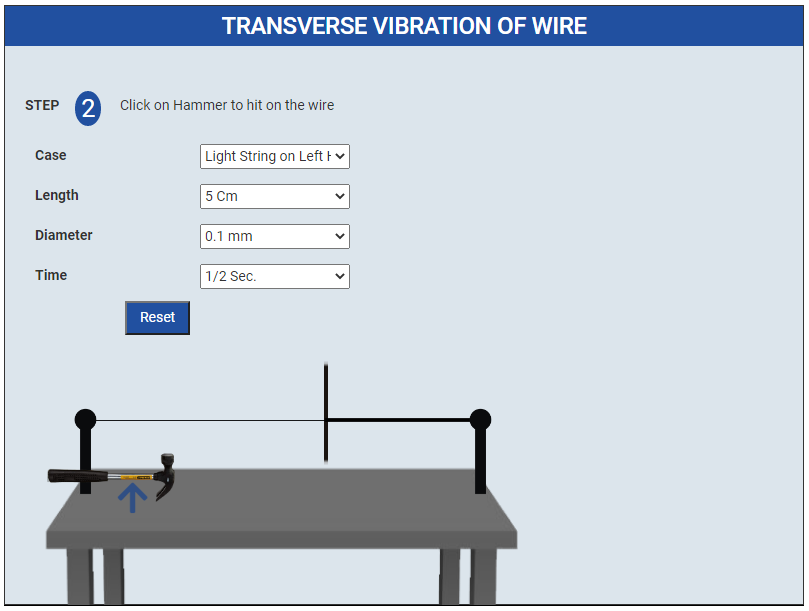 TRANSVERSE VIBRATION OF WIRE
STEP 2 Click on Hammer to hit on the wire
Case Light String on Left H
Length 5 Cm
Diameter 0.1 mm
Time 1/2 Sec.
Reset